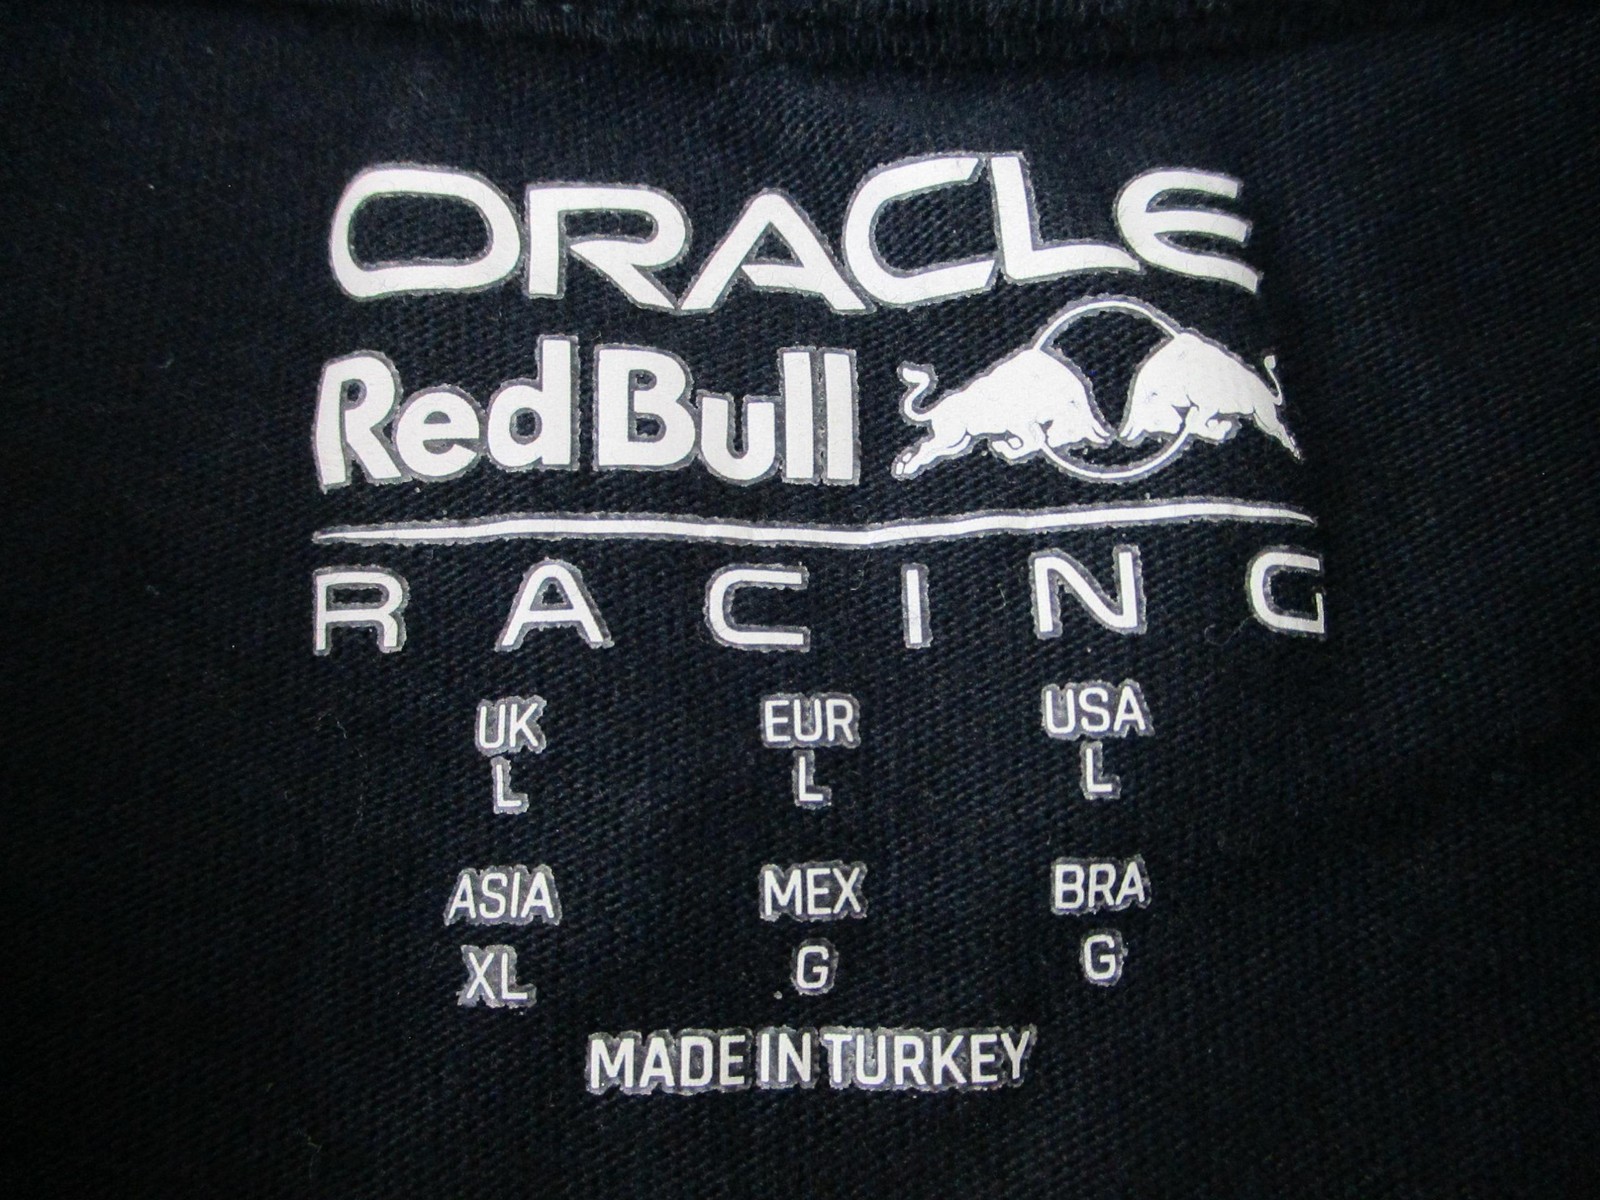 ORACLE
Red Bull
RACING
UK EUR USA
L L L
ASIA MEX BRA
XL G G
MADE IN TURKEY